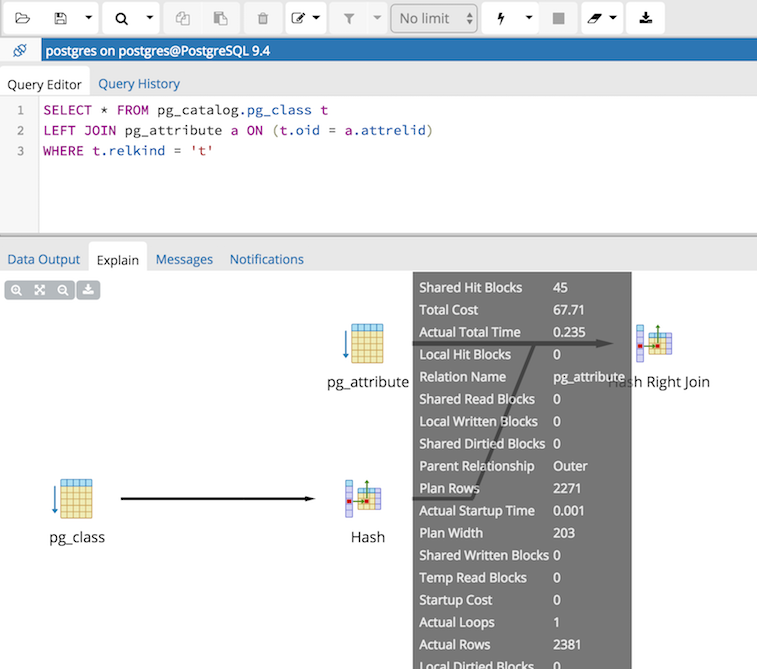 No limit
postgres on postgres@PostgreSQL 9.4
Query Editor Query History
1 SELECT * FROM pg_catalog.pg_class t
2 LEFT JOIN pg_attribute a ON (t.oid = a.attrelid)
3 WHERE t.relkind = 't'
Data Output Explain Messages Notifications
Shared Hit Blocks 45
Total Cost 67.71
Actual Total Time 0.235
Local Hit Blocks 0
Relation Name pg_attribute
Shared Read Blocks 0
Local Written Blocks 0
Shared Dirtied Blocks 0
Parent Relationship Outer
Plan Rows 2271
Actual Startup Time 0.001
Plan Width 203
Shared Written Blocks 0
Temp Read Blocks 0
Startup Cost 0
Actual Loops 1
Actual Rows 2381
Local Dirtied Blocks 0
pg_attribute
Hash Right Join
pg_class
Hash